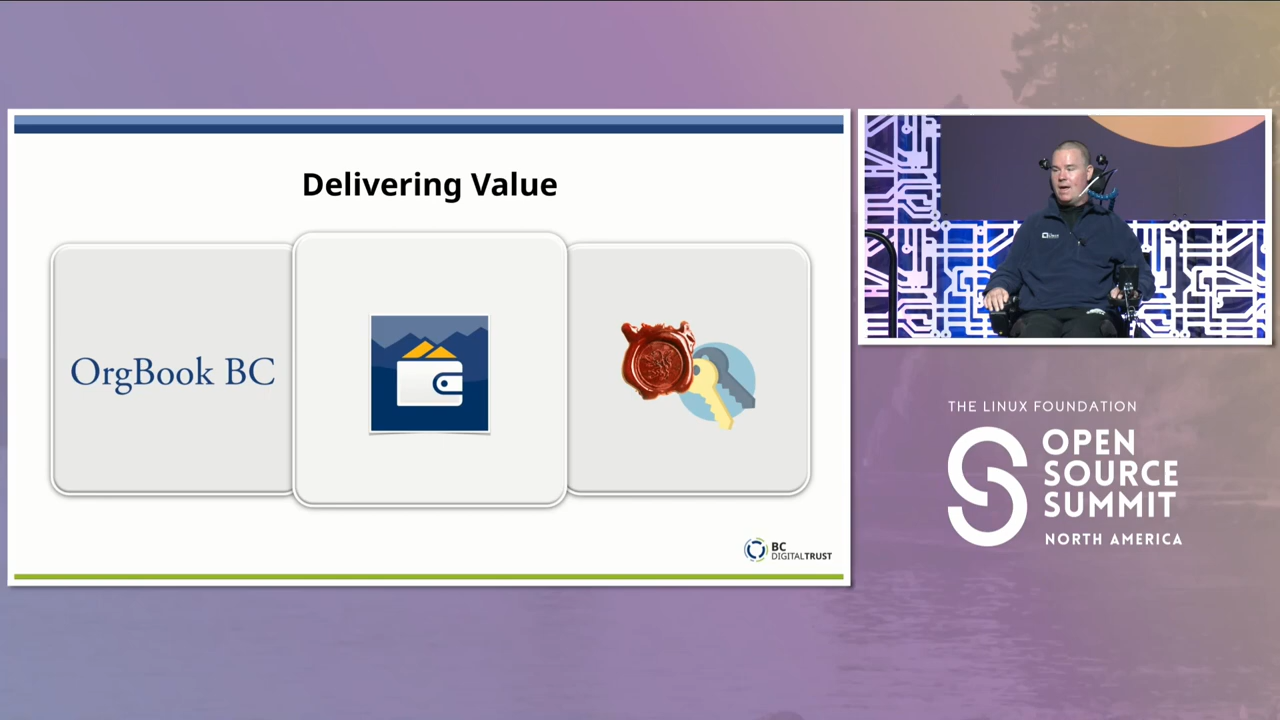 Delivering Value
OrgBook BC
BC
DIGITALTRUST
THE LINUX FOUNDATION
OPEN
SOURCE
SUMMIT
NORTH AMERICA